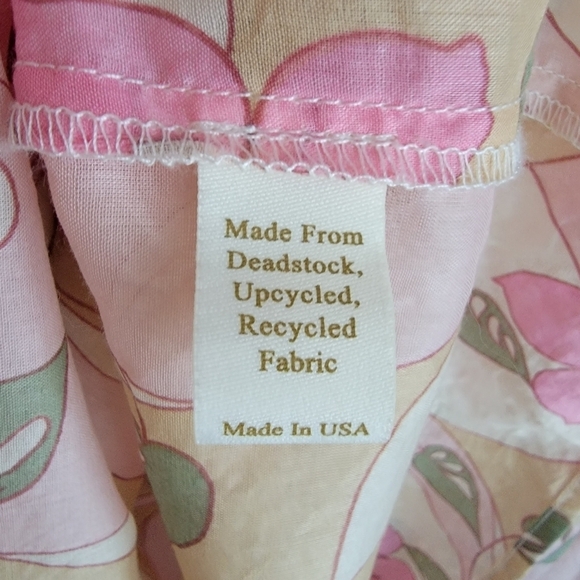 Made From
Deadstock,
Upcycled,
Recycled
Fabric
Made In USA